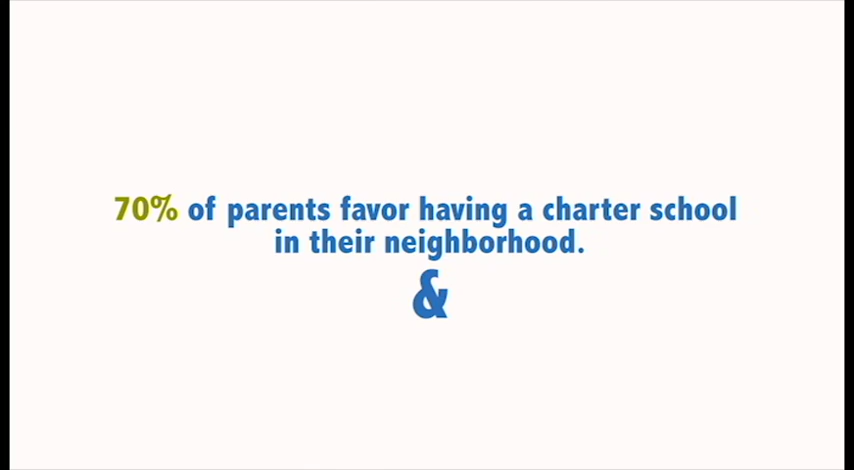 70% of parents favor having a charter school
in their neighborhood.
&